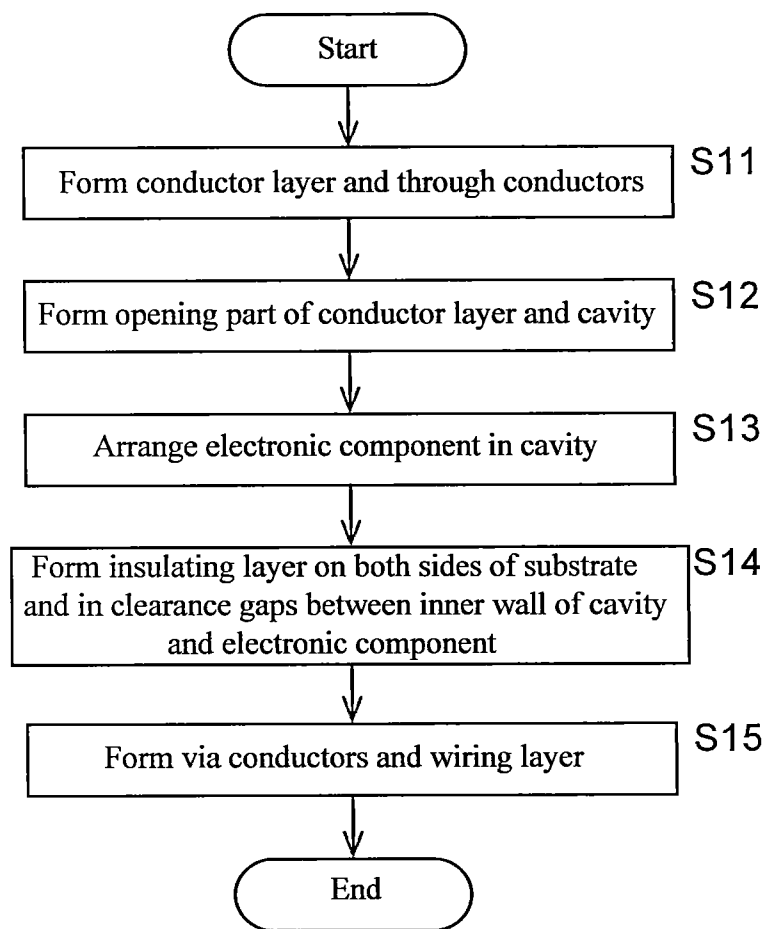 Start
S11
Form conductor layer and through conductors
S12
Form opening part of conductor layer and cavity
S13
Arrange electronic component in cavity
S14
Form insulating layer on both sides of substrate
and in clearance gaps between inner wall of cavity
and electronic component
S15
Form via conductors and wiring layer
End